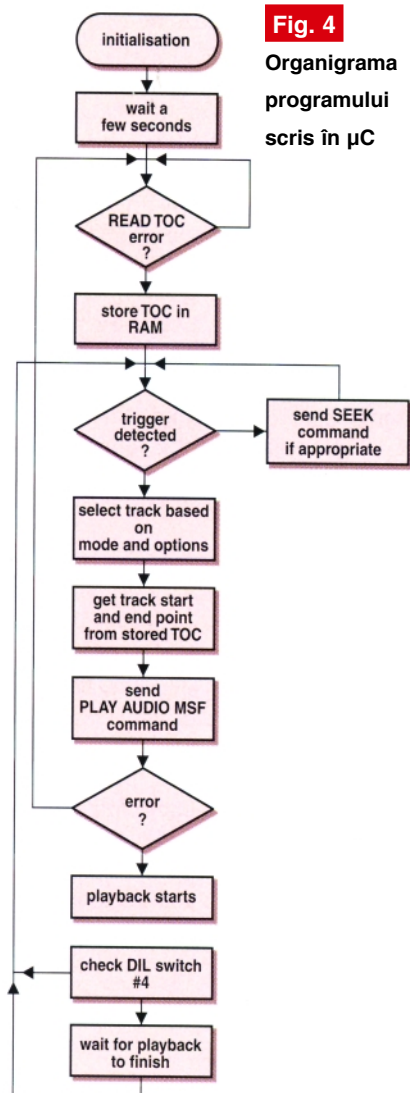 initialisation
Fig. 4
Organigrama
programului
scris în µC
wait a
few seconds
READ TOC
error
?
store TOC in
RAM
trigger
detected
?
send SEEK
command
if appropriate
select track based
on
mode and options
get track start
and end point
from stored TOC
send
PLAY AUDIO MSF
command
error
?
playback starts
check DIL switch
#4
wait for playback
to finish